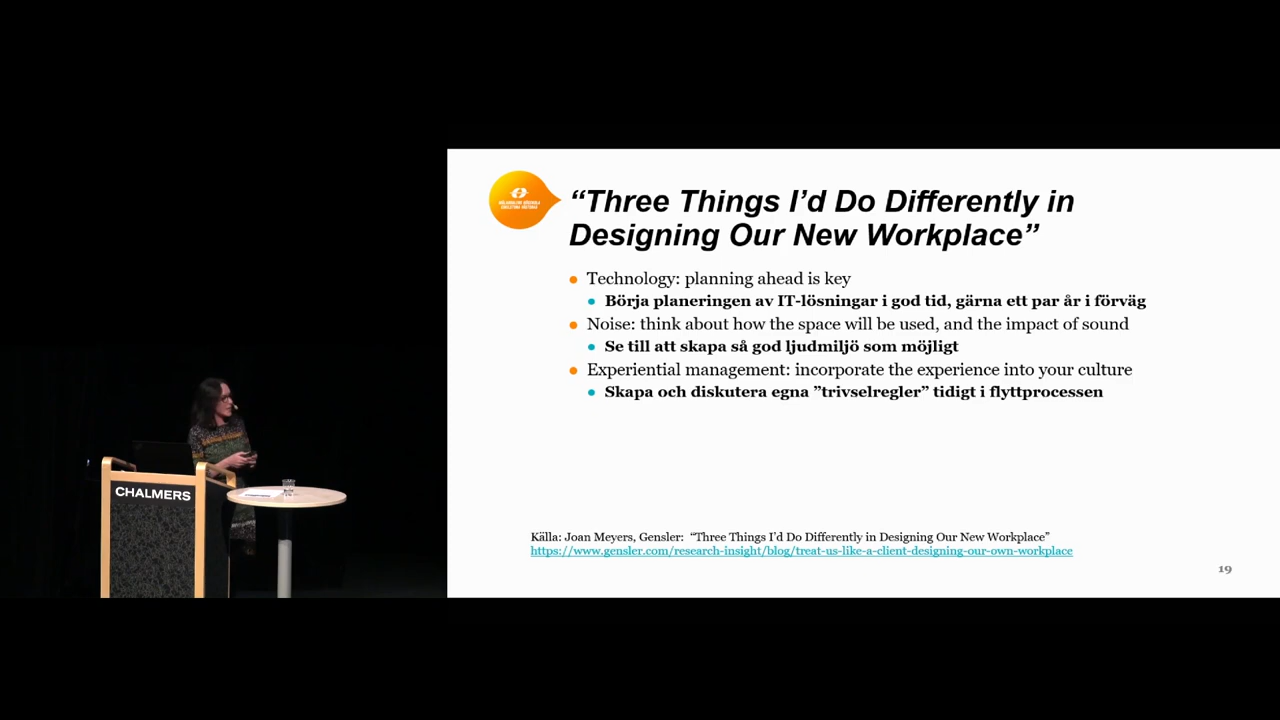 “Three Things I’d Do Differently in
Designing Our New Workplace”
Technology: planning ahead is key
Börja planeringen av IT-lösningar i god tid, gärna ett par år i förväg
Noise: think about how the space will be used, and the impact of sound
Se till att skapa så god ljudmiljö som möjligt
Experiential management: incorporate the experience into your culture
Skapa och diskutera egna ”trivselregler” tidigt i flyttprocessen
CHALMERS
Källa: Joan Meyers, Gensler: “Three Things I’d Do Differently in Designing Our New Workplace”
https://www.gensler.com/research-insight/blog/treat-us-like-a-client-designing-our-own-workplace
19